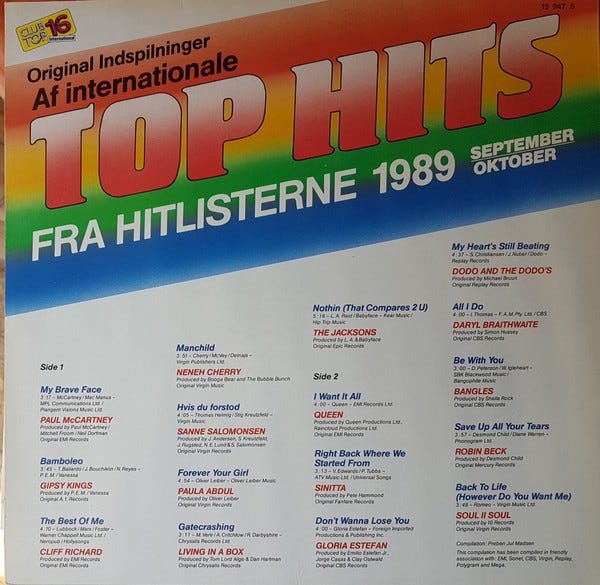 CLUB
TOP 16
International
15 947 5
Original Indspilninger
Af internationale
TOP HITS
FRA HITLISTERNE 1989 SEPTEMBER
OKTOBER
Side 1
My Brave Face
3:17 – McCartney/Mac Manus –
MPL Communications Ltd./
Plangent Visions Music Ltd.
PAUL McCARTNEY
Produced by Paul McCartney/
Mitchell Froom/Neil Dorfman
Original EMI Records
Bamboleo
3:45 – T. Baliardo/J. Bouchikhi/N. Reyes –
P.E.M./Vanessa
GIPSY KINGS
Produced by P.E.M./Vanessa
Original A.1. Records
The Best Of Me
4:10 – Lubbock/Marx/Foster –
Warner Chappell Music Ltd./
Neropub/Hollysongs
CLIFF RICHARD
Produced by EMI Records
Original EMI Records
Manchild
3:51 – Cherry/McVey/Delnaja –
Virgin Publishers Ltd.
NENEH CHERRY
Produced by Booga Bear and The Bubble Bunch
Original Virgin Music
Hvis du forstod
4:05 – Thomas Helmig/Stig Kreutzfeld –
Virgin Music
SANNE SALOMONSEN
Produced by J. Andersen, S. Kreutzfeld,
J. Rugsted, N.E. Lund & S. Salomonsen
Original Virgin Records
Forever Your Girl
4:54 – Oliver Leiber/Oliver Leiber Music
PAULA ABDUL
Produced by Oliver Leiber
Original Virgin Records
Gatecrashing
3:11 – M. Vere/A. Critchlow/R. Darbyshire –
Chrysalis Records Ltd
LIVING IN A BOX
Produced by Tom Lord Alge & Dan Hartman
Original Chrysalis Records
Nothin (That Compares 2 U)
5:18 – L.A. Reid/Babyface – Kear Music/
Hip Trip Music
THE JACKSONS
Produced by L.A. & Babyface
Original Epic Records
Side 2
I Want It All
4:00 – Queen – EMI Records Ltd.
QUEEN
Produced by Queen Productions Ltd.,
Raincloud Productions Ltd.
Original EMI Records
Right Back Where We
Started From
3:13 – V. Edwards/P. Tubbs –
ATV Music Ltd./Universal Songs
SINITTA
Produced by Pete Hammond
Original Fanfare Records
Don't Wanna Lose You
4:00 – Gloria Estefan – Foreign Imported
Productions & Publishing Inc.
GLORIA ESTEFAN
Produced by Emilio Estefan Jr.,
Jorge Casas & Clay Ostwald
Original CBS Records
My Heart's Still Beating
4:37 – S. Christiansen/J. Nuber/Dodo –
Replay Records
DODO AND THE DODO'S
Produced by Michael Bruun
Original Replay Records
All I Do
4:00 – I. Thomas – F.A.M. Pty. Ltd./CBS
DARYL BRAITHWAITE
Produced by Simon Hussey
Original CBS Records
Be With You
3:00 – D. Peterson/W. Igleheart –
SBK Blackwood Music/
Bangophile Music
BANGLES
Produced by Sheila Rock
Original CBS Records
Save Up All Your Tears
3:57 – Desmond Child/Diane Warren –
Phonogram Ltd.
ROBIN BECK
Produced by Desmond Child
Original Mercury Records
Back To Life
(However Do You Want Me)
3:48 – Romeo – Virgin Music Ltd.
SOUL II SOUL
Produced by 10 Records
Original Virgin Records
Compilation: Preben Jul Madsen
This compilation has been compiled in friendly
association with: EMI, Sonet, CBS, Virgin, Replay,
Polygram and Mega.